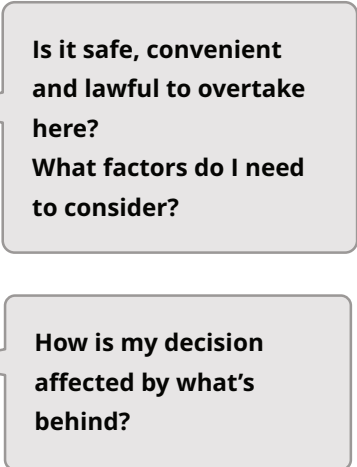 Is it safe, convenient
and lawful to overtake
here?
What factors do I need
to consider?
How is my decision
affected by what’s
behind?